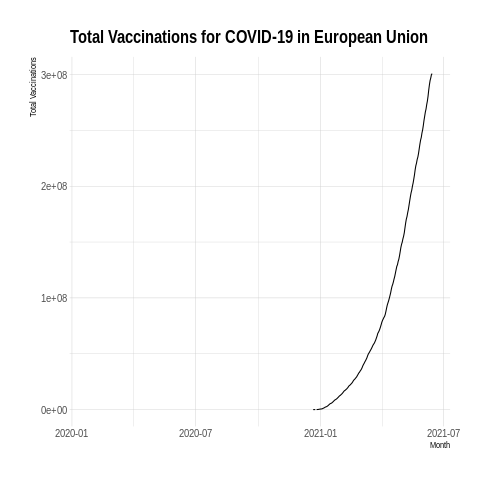 Total Vaccinations for COVID-19 in European Union
Total Vaccinations
3e+08
2e+08
1e+08
0e+00
2020-01 2020-07 2021-01 2021-07
Month